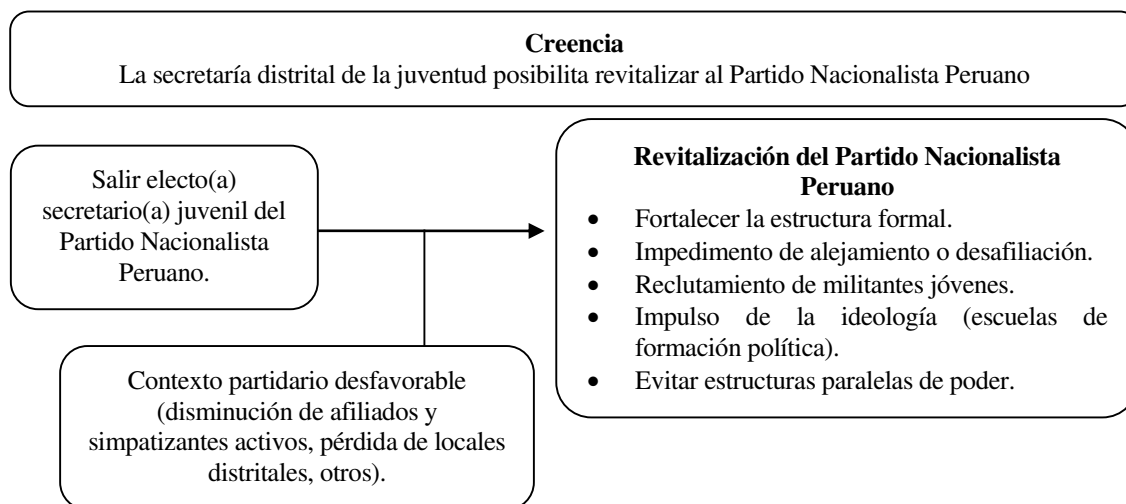 Creencia
La secretaría distrital de la juventud posibilita revitalizar al Partido Nacionalista Peruano
Salir electo(a)
secretario(a) juvenil del
Partido Nacionalista
Peruano.
Revitalización del Partido Nacionalista
Peruano
• Fortalecer la estructura formal.
• Impedimento de alejamiento o desafiliación.
• Reclutamiento de militantes jóvenes.
• Impulso de la ideología (escuelas de
formación política).
• Evitar estructuras paralelas de poder.
Contexto partidario desfavorable
(disminución de afiliados y
simpatizantes activos, pérdida de locales
distritales, otros).